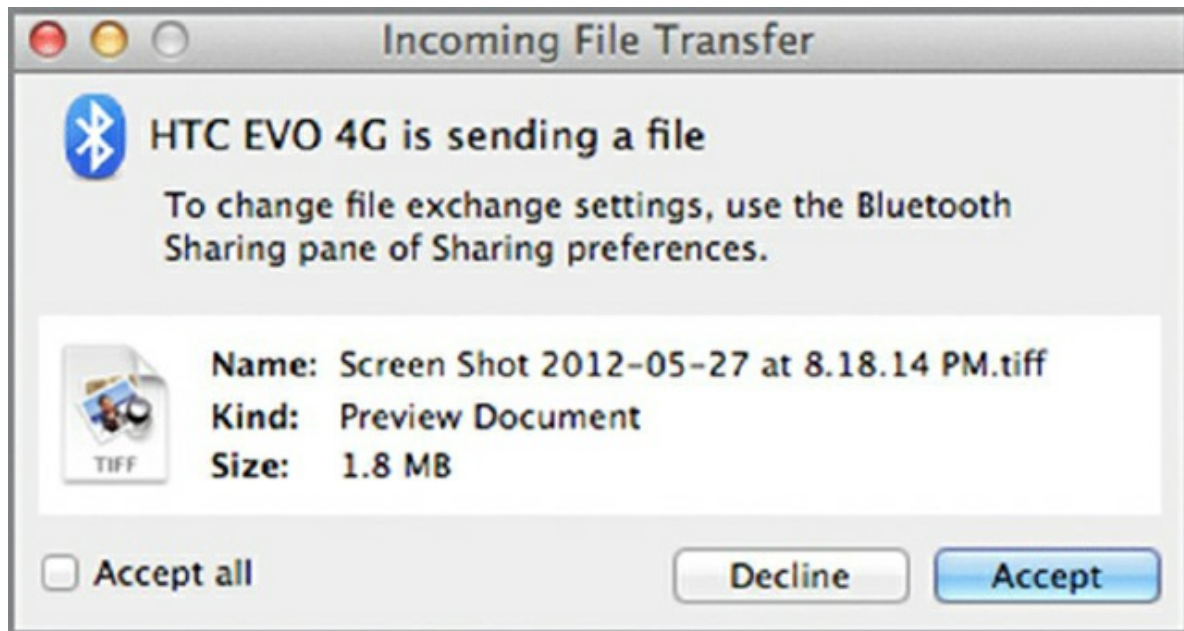 Incoming File Transfer
HTC EVO 4G is sending a file
To change file exchange settings, use the Bluetooth
Sharing pane of Sharing preferences.
Name: Screen Shot 2012-05-27 at 8.18.14 PM.tiff
Kind: Preview Document
TIFF
Size: 1.8 MB
Accept all
Decline
Accept